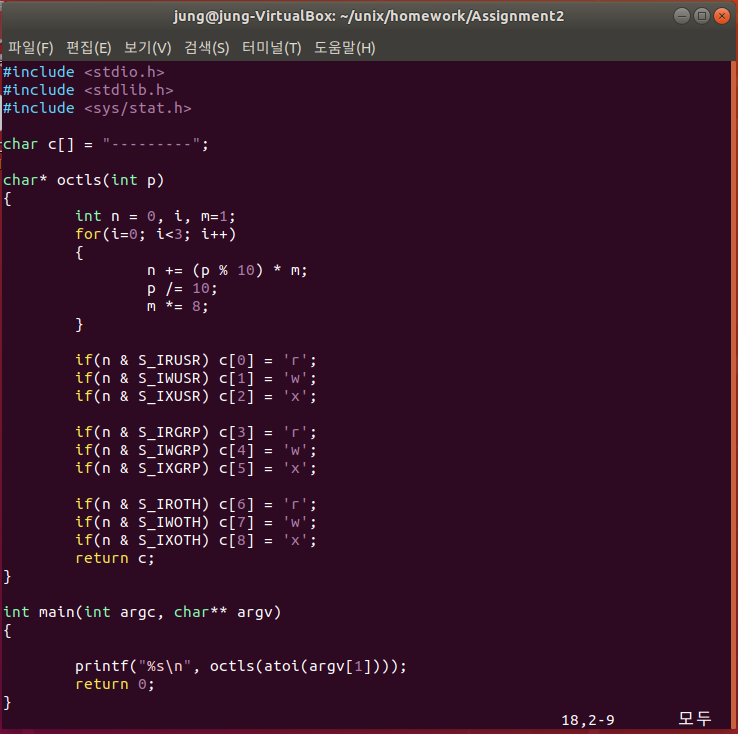 jung@jung-VirtualBox: ~/unix/homework/Assignment2
파일(F) 편집(E) 보기(V) 검색(S) 터미널(T) 도움말(H)
#include <stdio.h>
#include <stdlib.h>
#include <sys/stat.h>
char c[] = "---------";
char* octls(int p)
{
int n = 0, i, m=1;
for(i=0; i<3; i++)
{
n += (p % 10) * m;
p /= 10;
m *= 8;
}
if(n & S_IRUSR) c[0] = 'r';
if(n & S_IWUSR) c[1] = 'w';
if(n & S_IXUSR) c[2] = 'x';
if(n & S_IRGRP) c[3] = 'r';
if(n & S_IWGRP) c[4] = 'w';
if(n & S_IXGRP) c[5] = 'x';
if(n & S_IROTH) c[6] = 'r';
if(n & S_IWOTH) c[7] = 'w';
if(n & S_IXOTH) c[8] = 'x';
return c;
}
int main(int argc, char** argv)
{
printf("%s\n", octls(atoi(argv[1])));
return 0;
}
18,2-9 모두